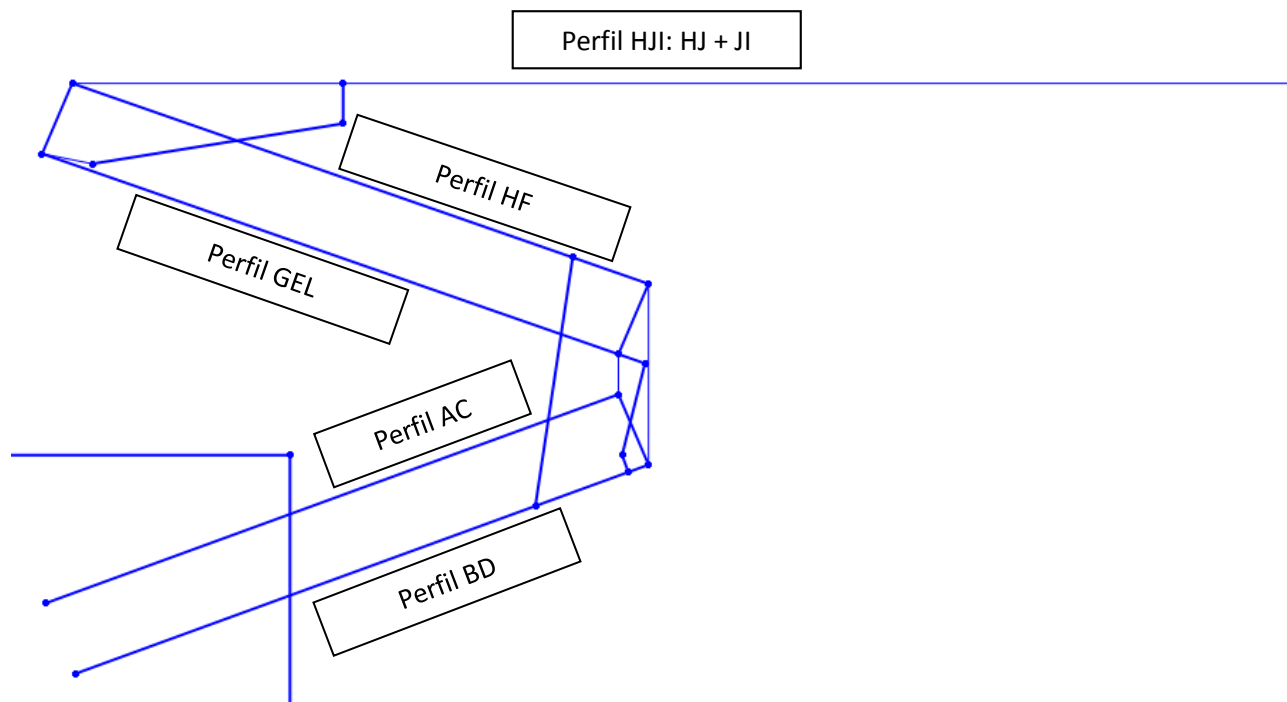 Perfil HJI: HJ + JI
Perfil HF
Perfil GEL
Perfil AC
Perfil BD